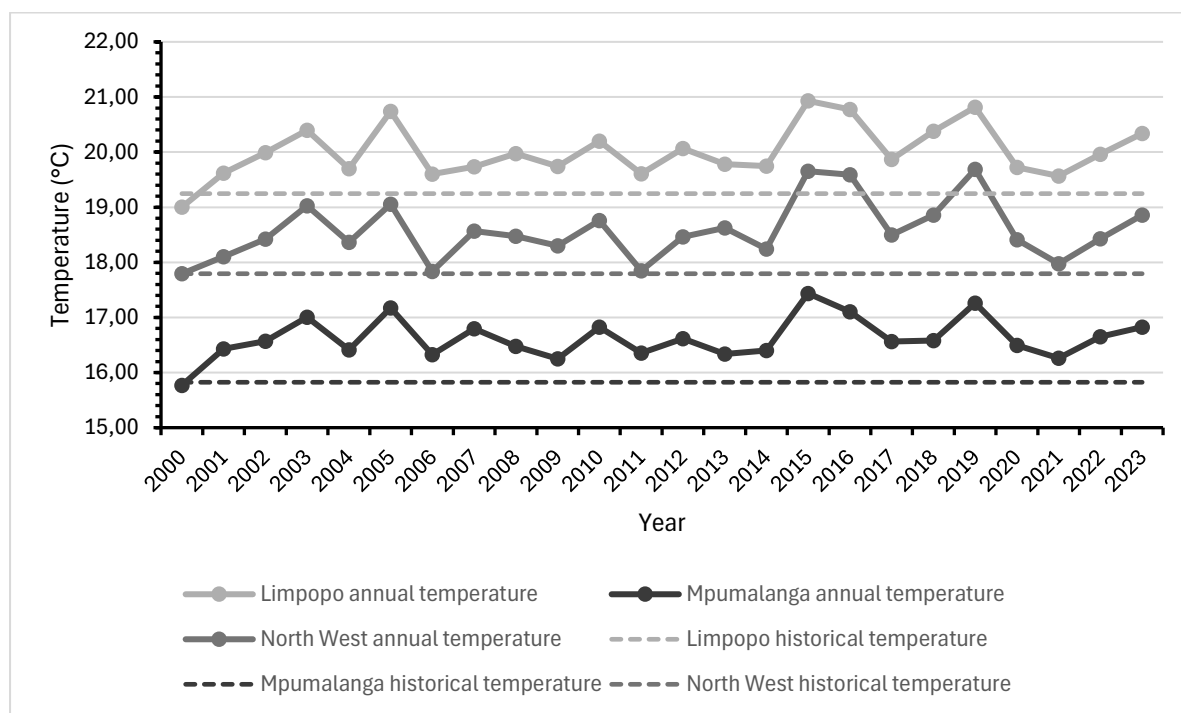 22,00
21,00
20,00
19,00
18,00
17,00
16,00
15,00
Temperature (°C)
2000 2001 2002 2003 2004 2005 2006 2007 2008 2009 2010 2011 2012 2013 2014 2015 2016 2017 2018 2019 2020 2021 2022 2023
Year
Limpopo annual temperature Mpumalanga annual temperature
North West annual temperature Limpopo historical temperature
Mpumalanga historical temperature North West historical temperature